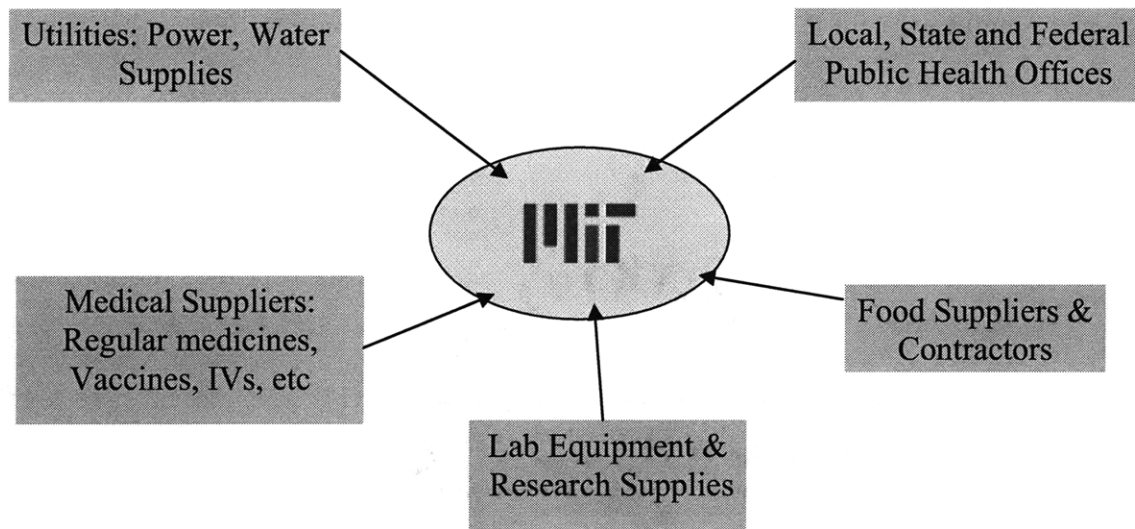 Utilities: Power, Water
Supplies
Local, State and Federal
Public Health Offices
MIT
Medical Suppliers:
Regular medicines,
Vaccines, IVs, etc
Food Suppliers &
Contractors
Lab Equipment &
Research Supplies